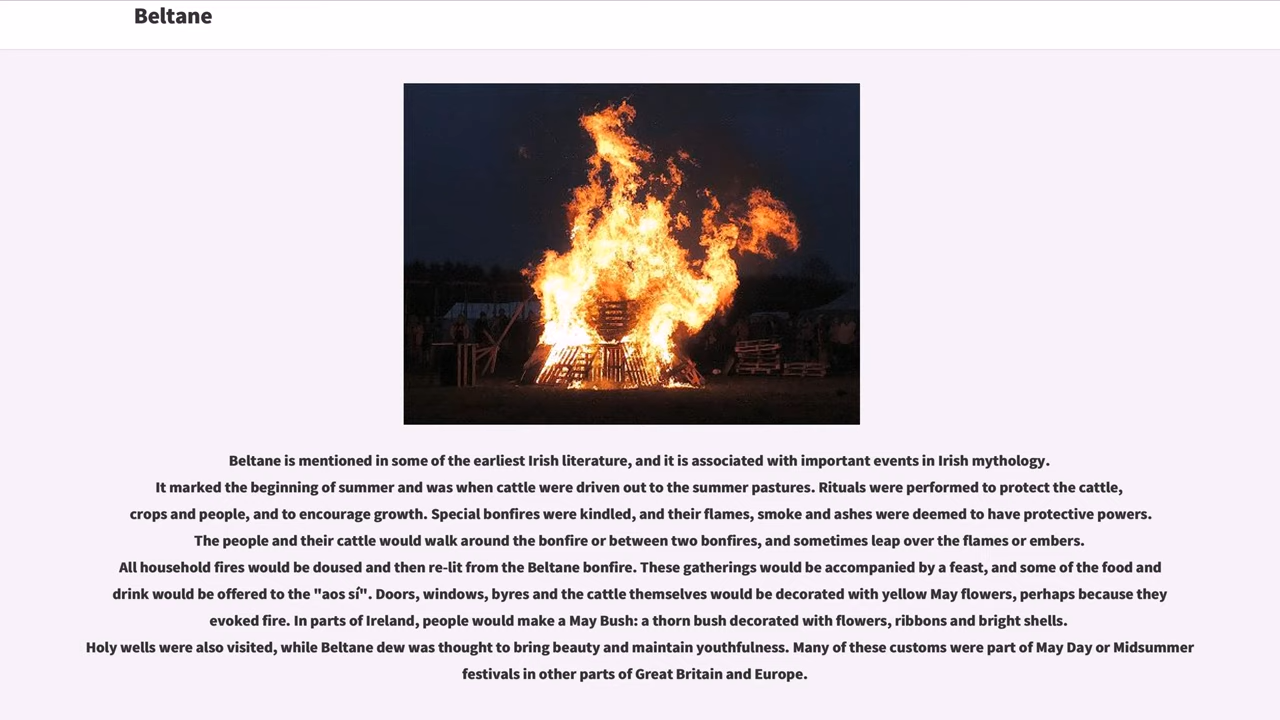 Beltane
Beltane is mentioned in some of the earliest Irish literature, and it is associated with important events in Irish mythology.
It marked the beginning of summer and was when cattle were driven out to the summer pastures. Rituals were performed to protect the cattle,
crops and people, and to encourage growth. Special bonfires were kindled, and their flames, smoke and ashes were deemed to have protective powers.
The people and their cattle would walk around the bonfire or between two bonfires, and sometimes leap over the flames or embers.
All household fires would be doused and then re-lit from the Beltane bonfire. These gatherings would be accompanied by a feast, and some of the food and
drink would be offered to the "aos sí". Doors, windows, byres and the cattle themselves would be decorated with yellow May flowers, perhaps because they
evoked fire. In parts of Ireland, people would make a May Bush: a thorn bush decorated with flowers, ribbons and bright shells.
Holy wells were also visited, while Beltane dew was thought to bring beauty and maintain youthfulness. Many of these customs were part of May Day or Midsummer
festivals in other parts of Great Britain and Europe.